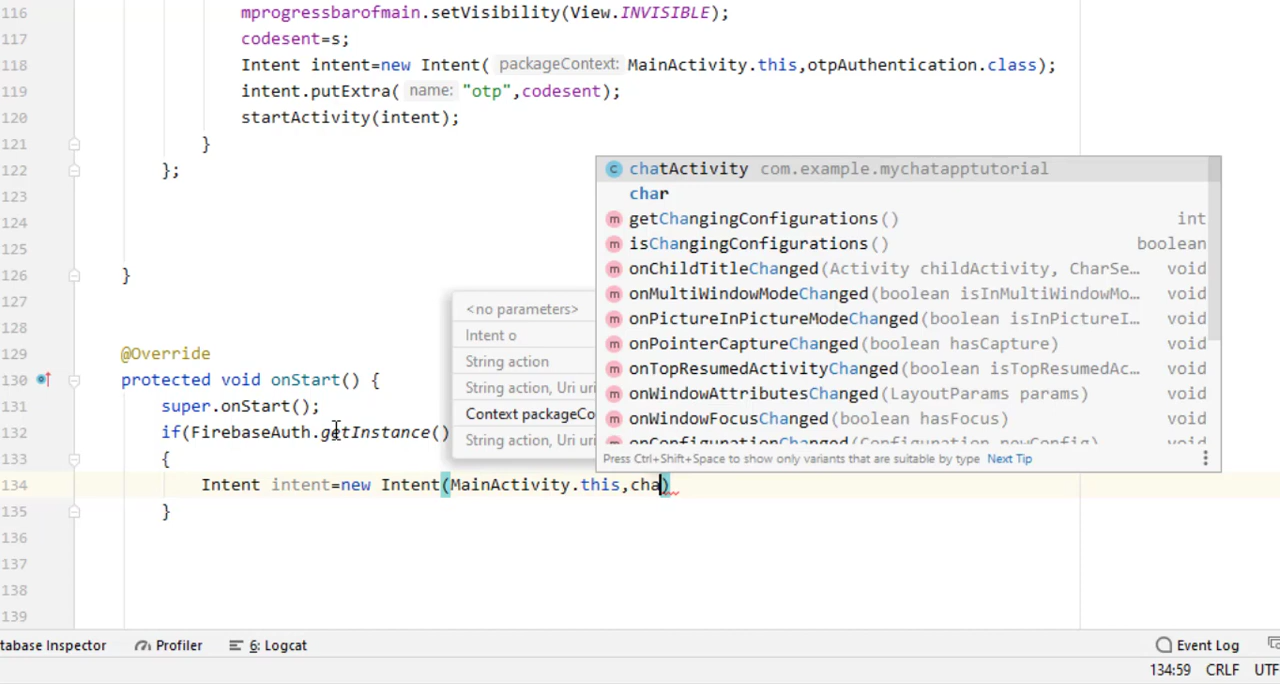 116 mprogressbarofmain.setVisibility(View.INVISIBLE);
117 codesent=s;
118 Intent intent=new Intent( packageContext: MainActivity.this,otpAuthentication.class);
119 intent.putExtra( name: "otp",codesent);
120 startActivity(intent);
121 }
122 };
123
124
125
126 }
127
128
129 @Override
130 protected void onStart() {
131 super.onStart();
132 if(FirebaseAuth.getInstance()
133 {
134 Intent intent=new Intent(MainActivity.this,cha)
135 }
136
137
138
139
<no parameters>
Intent o
String action
String action, Uri uri
Context packageCo
String action, Uri uri
c chatActivity com.example.mychatapptutorial
char
m getChangingConfigurations() int
m isChangingConfigurations() boolean
m onChildTitleChanged(Activity childActivity, CharSe… void
m onMultiWindowModeChanged(boolean isInMultiWindowMo… void
m onPictureInPictureModeChanged(boolean isInPictureI… void
m onPointerCaptureChanged(boolean hasCapture) void
m onTopResumedActivityChanged(boolean isTopResumedAc… void
m onWindowAttributesChanged(LayoutParams params) void
m onWindowFocusChanged(boolean hasFocus) void
m onConfigurationChanged(Configuration newConfig) void
Press Ctrl+Shift+Space to show only variants that are suitable by type Next Tip
tabase Inspector Profiler 6: Logcat Event Log
134:59 CRLF UTF